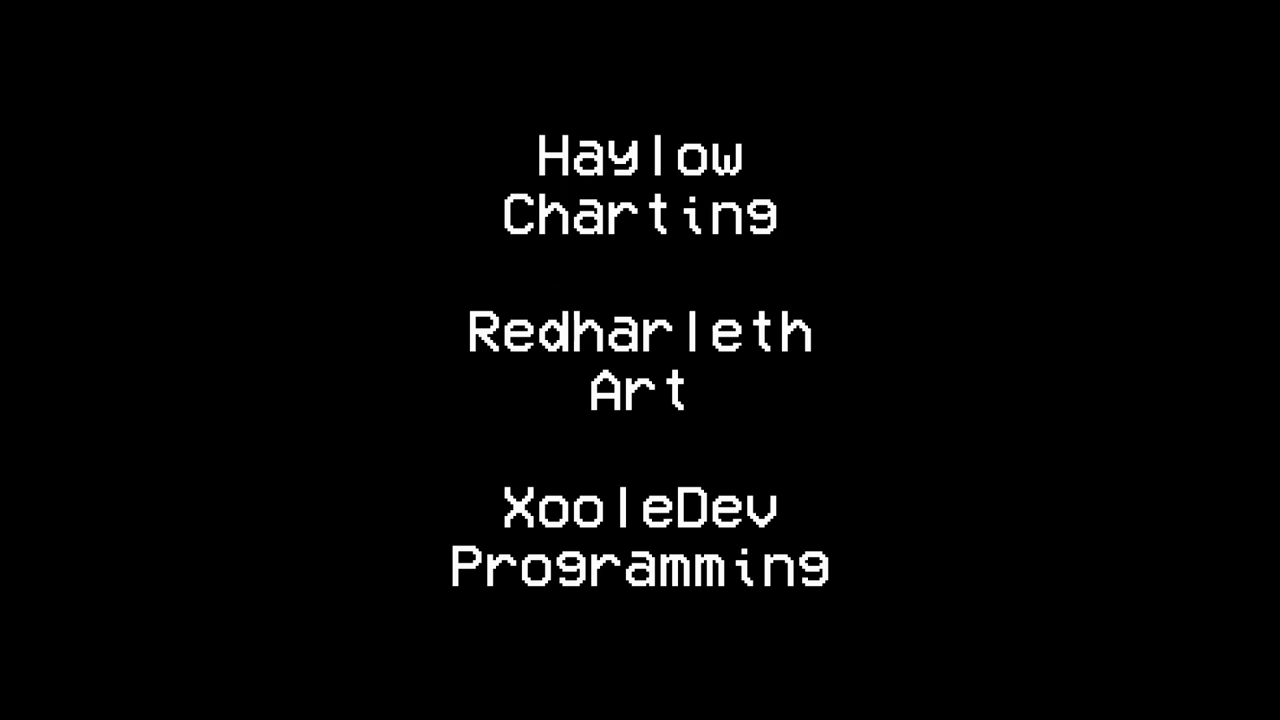 Haylow
Charting
Redharleth
Art
XooleDev
Programming